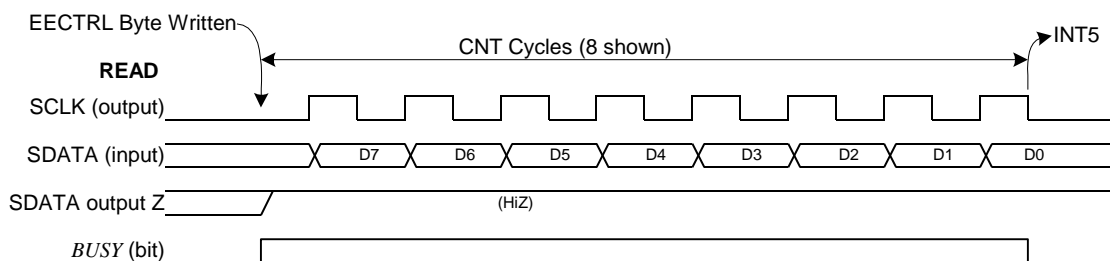 EECTRL Byte Written
INT5
CNT Cycles (8 shown)
READ
SCLK (output)
SDATA (input)
D7 D6 D5 D4 D3 D2 D1 D0
SDATA output Z
(HiZ)
BUSY (bit)